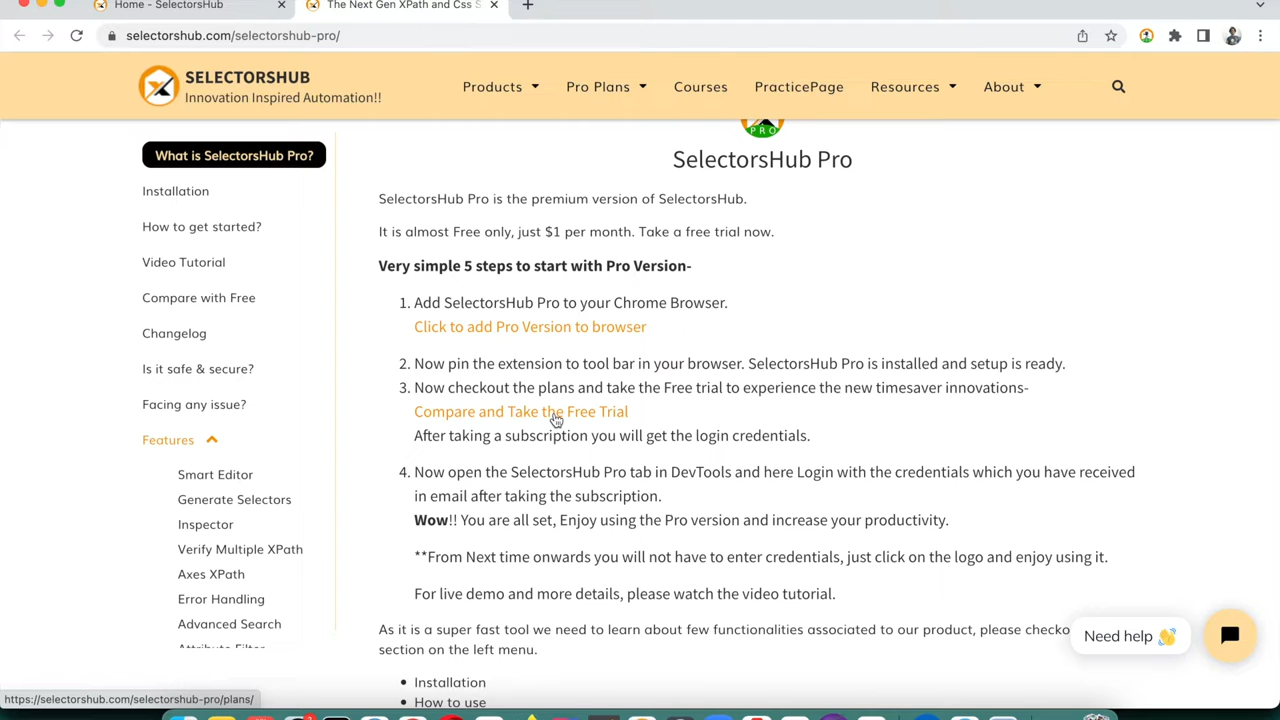 Home - SelectorsHub
The Next Gen XPath and Css S
selectorshub.com/selectorshub-pro/
SELECTORSHUB
Innovation Inspired Automation!!
Products
Pro Plans
Courses
PracticePage
Resources
About
What is SelectorsHub Pro?
Installation
How to get started?
Video Tutorial
Compare with Free
Changelog
Is it safe & secure?
Facing any issue?
Features
Smart Editor
Generate Selectors
Inspector
Verify Multiple XPath
Axes XPath
Error Handling
Advanced Search
Attribute Filter
PRO
SelectorsHub Pro
SelectorsHub Pro is the premium version of SelectorsHub.
It is almost Free only, just $1 per month. Take a free trial now.
Very simple 5 steps to start with Pro Version-
1. Add SelectorsHub Pro to your Chrome Browser.
Click to add Pro Version to browser
2. Now pin the extension to tool bar in your browser. SelectorsHub Pro is installed and setup is ready.
3. Now checkout the plans and take the Free trial to experience the new timesaver innovations-
Compare and Take the Free Trial
After taking a subscription you will get the login credentials.
4. Now open the SelectorsHub Pro tab in DevTools and here Login with the credentials which you have received
in email after taking the subscription.
Wow!! You are all set, Enjoy using the Pro version and increase your productivity.
**From Next time onwards you will not have to enter credentials, just click on the logo and enjoy using it.
For live demo and more details, please watch the video tutorial.
As it is a super fast tool we need to learn about few functionalities associated to our product, please checko
section on the left menu.
• Installation
• How to use
Need help 👋
https://selectorshub.com/selectorshub-pro/plans/